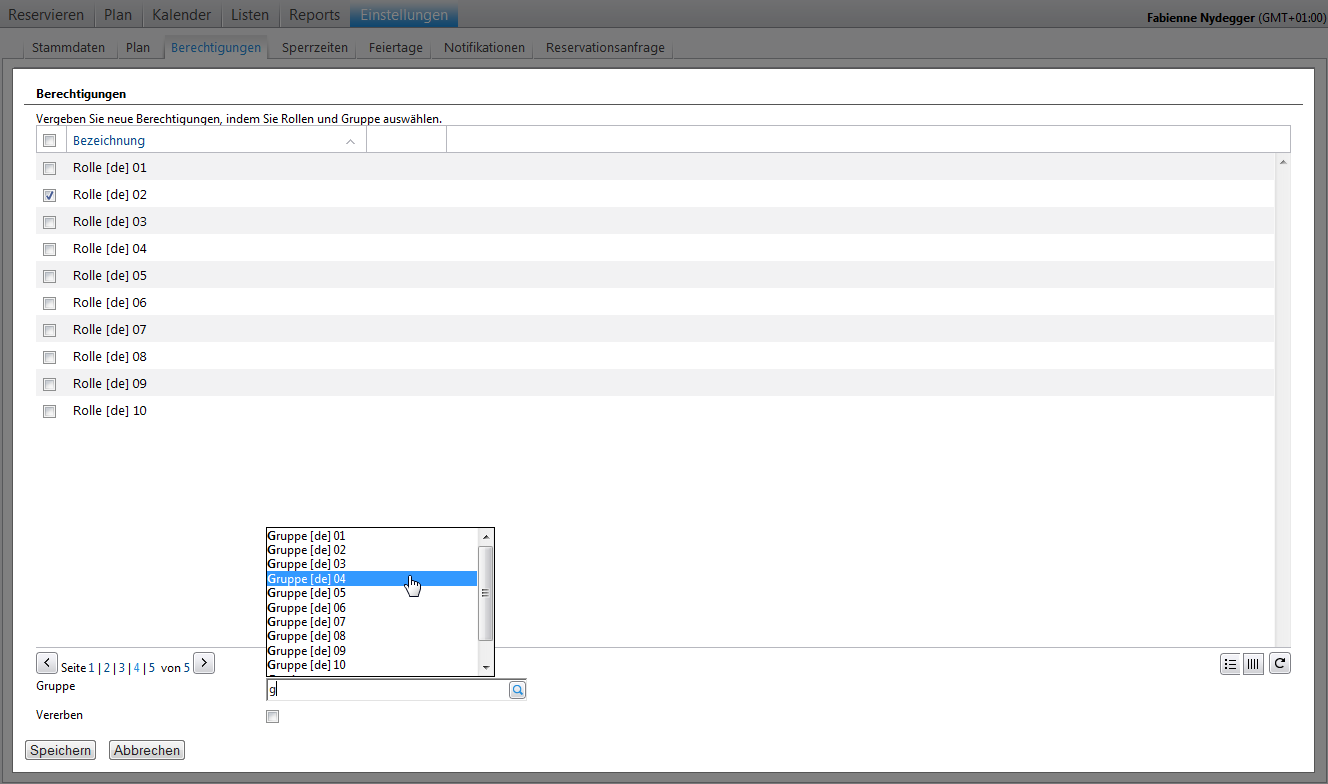 Reservieren Plan Kalender Listen Reports Einstellungen Fabienne Nydegger (GMT+01:00)
Stammdaten Plan Berechtigungen Sperrzeiten Feiertage Notifikationen Reservationsanfrage
Berechtigungen
Vergeben Sie neue Berechtigungen, indem Sie Rollen und Gruppe auswählen.
Bezeichnung
Rolle [de] 01
Rolle [de] 02
Rolle [de] 03
Rolle [de] 04
Rolle [de] 05
Rolle [de] 06
Rolle [de] 07
Rolle [de] 08
Rolle [de] 09
Rolle [de] 10
Gruppe [de] 01
Gruppe [de] 02
Gruppe [de] 03
Gruppe [de] 04
Gruppe [de] 05
Gruppe [de] 06
Gruppe [de] 07
Gruppe [de] 08
Gruppe [de] 09
Gruppe [de] 10
Seite 1 | 2 | 3 | 4 | 5 von 5
Gruppe g
Vererben
Speichern Abbrechen